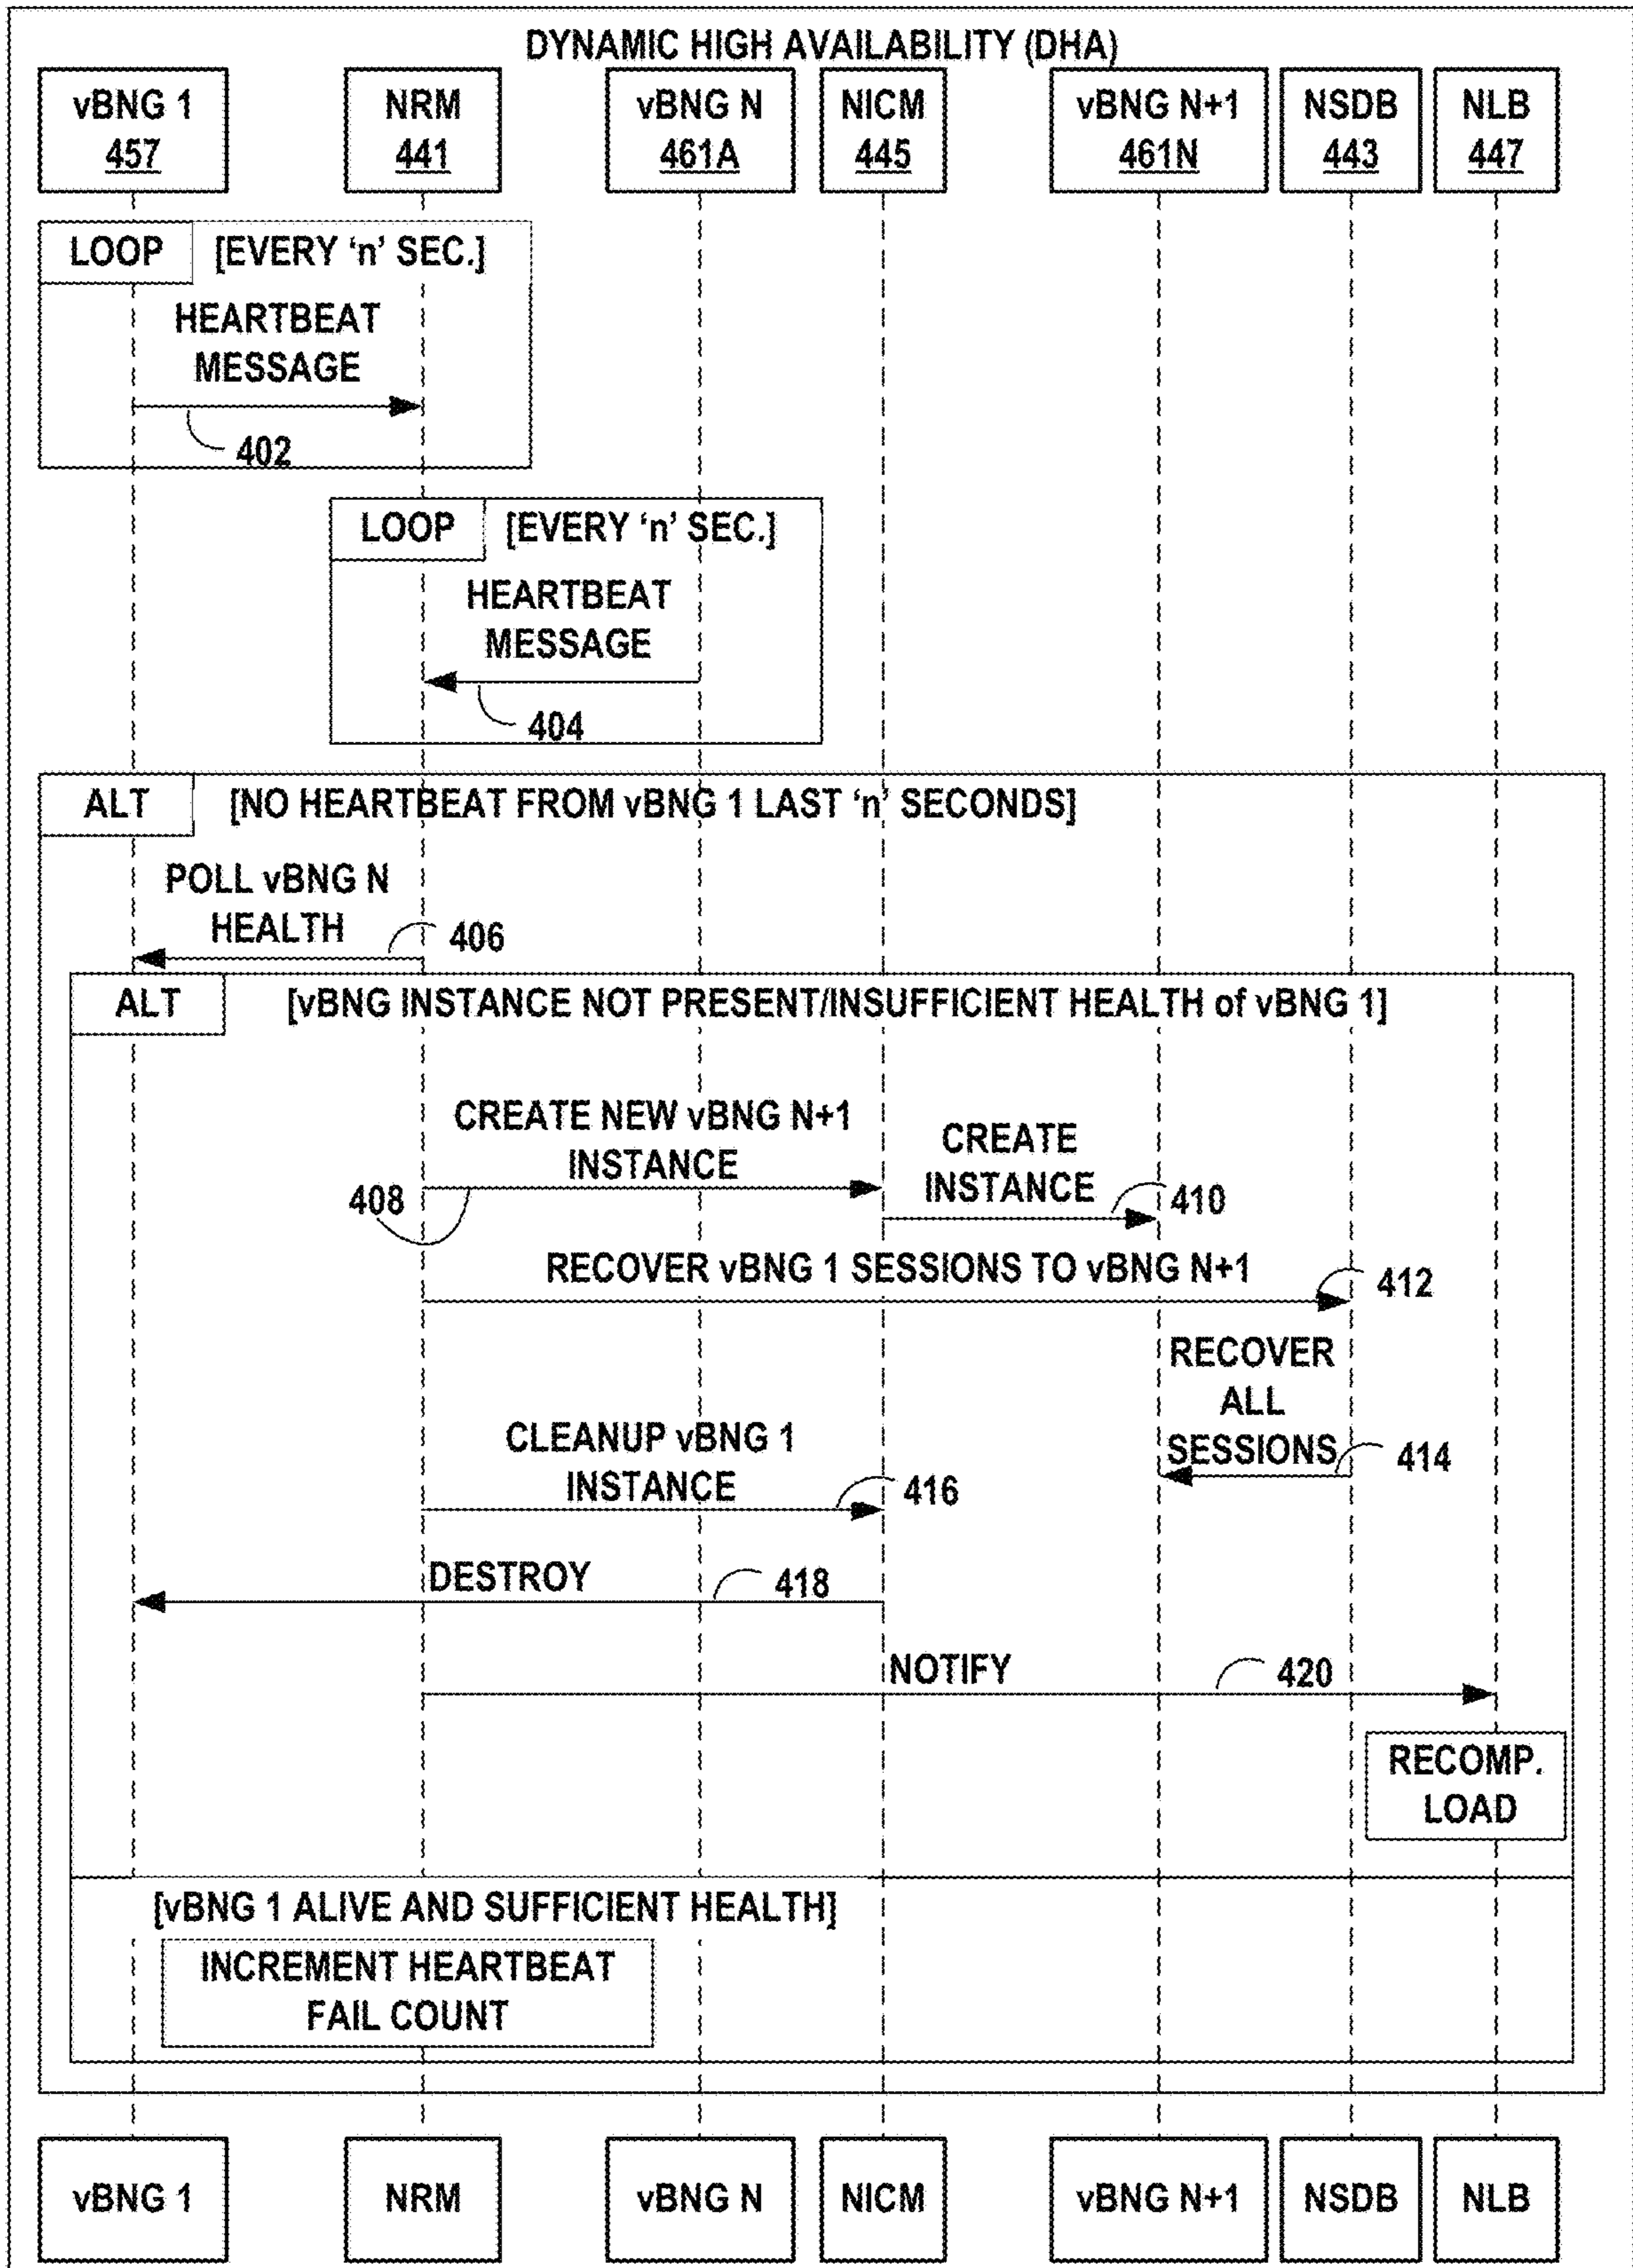 DYNAMIC HIGH AVAILABILITY (DHA)
vBNG 1
457
NRM
441
vBNG N
461A
NICM
445
vBNG N+1
461N
NSDB
443
NLB
447
LOOP [EVERY ‘n’ SEC.]
HEARTBEAT
MESSAGE
402
LOOP [EVERY ‘n’ SEC.]
HEARTBEAT
MESSAGE
404
ALT [NO HEARTBEAT FROM vBNG 1 LAST ‘n’ SECONDS]
POLL vBNG N
HEALTH
406
ALT [vBNG INSTANCE NOT PRESENT/INSUFFICIENT HEALTH of vBNG 1]
CREATE NEW vBNG N+1
INSTANCE
408
CREATE
INSTANCE
410
RECOVER vBNG 1 SESSIONS TO vBNG N+1
412
RECOVER
ALL
SESSIONS
414
CLEANUP vBNG 1
INSTANCE
416
DESTROY
418
NOTIFY
420
RECOMP.
LOAD
[vBNG 1 ALIVE AND SUFFICIENT HEALTH]
INCREMENT HEARTBEAT
FAIL COUNT
vBNG 1
NRM
vBNG N
NICM
vBNG N+1
NSDB
NLB